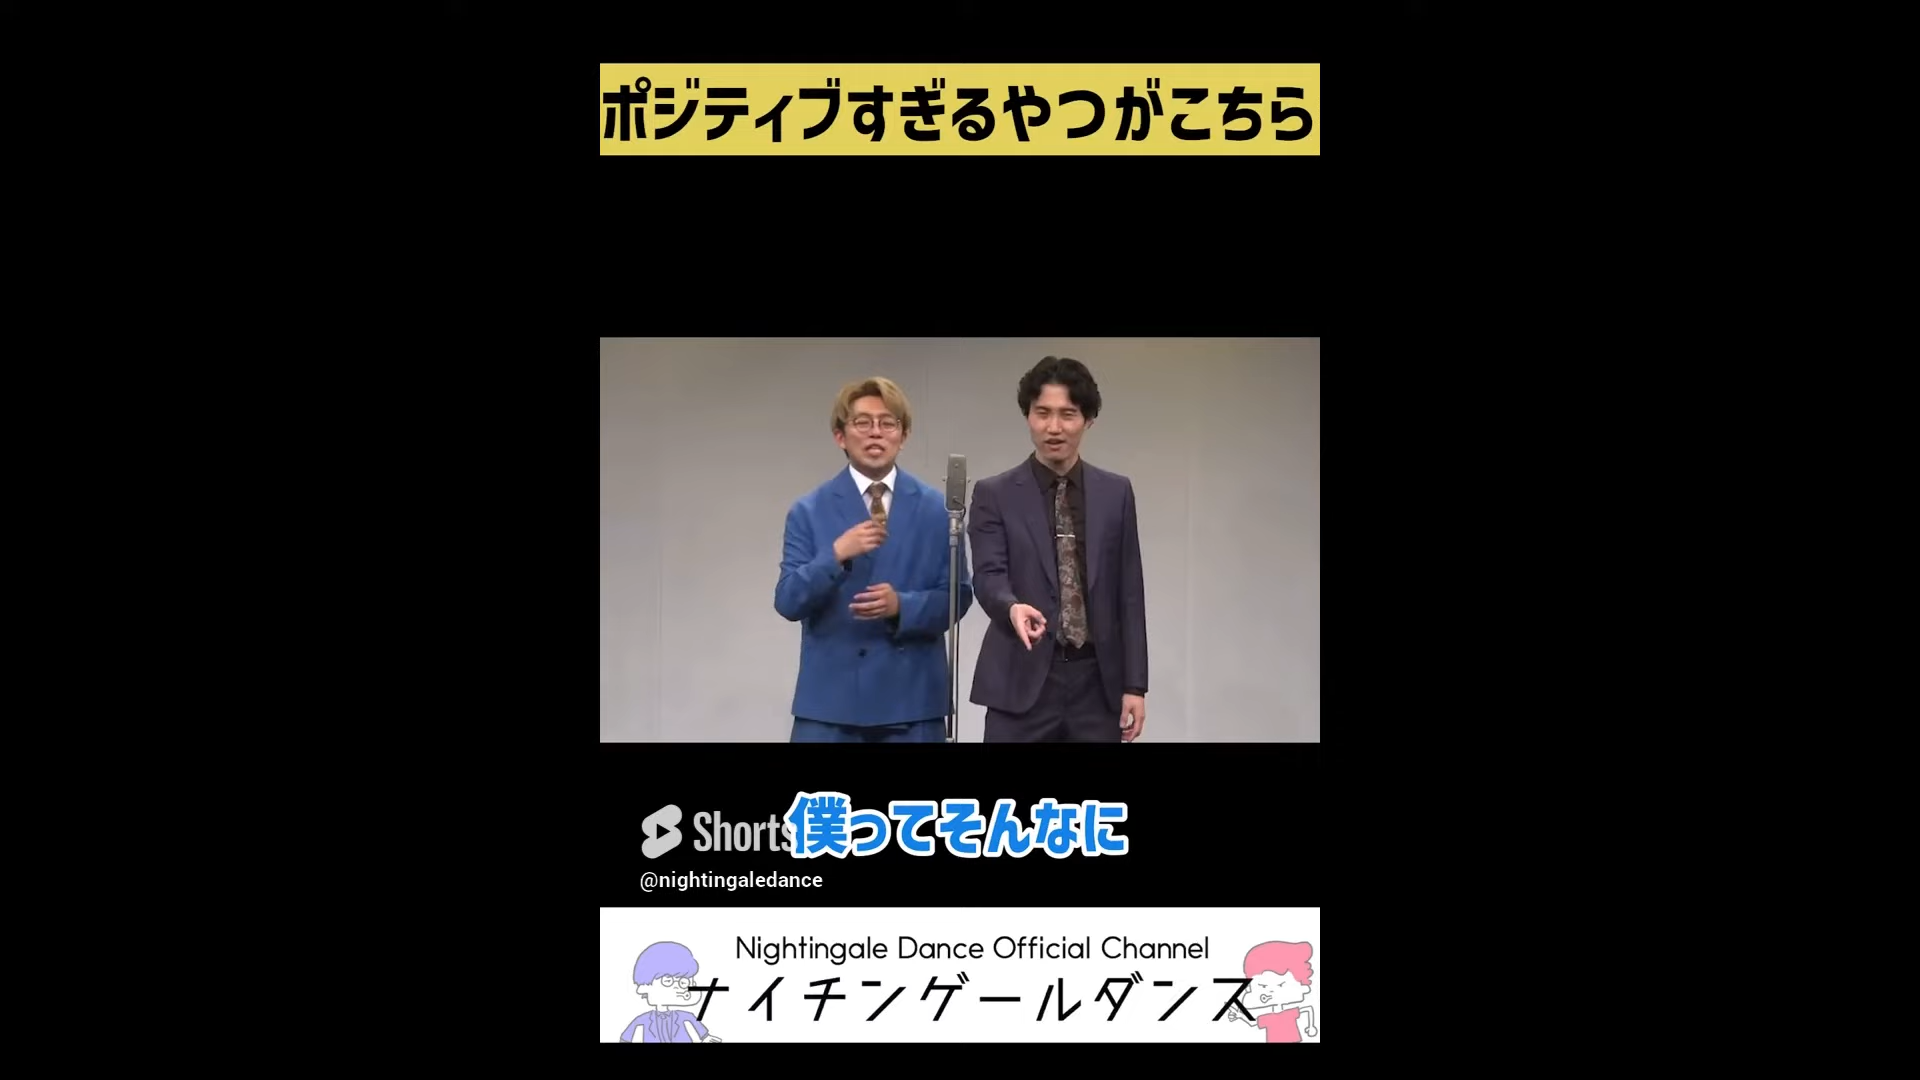 ポジティブすぎるやつがこちら
Shorts
僕ってそんなに
@nightingaledance
Nightingale Dance Official Channel
ナイチンゲールダンス